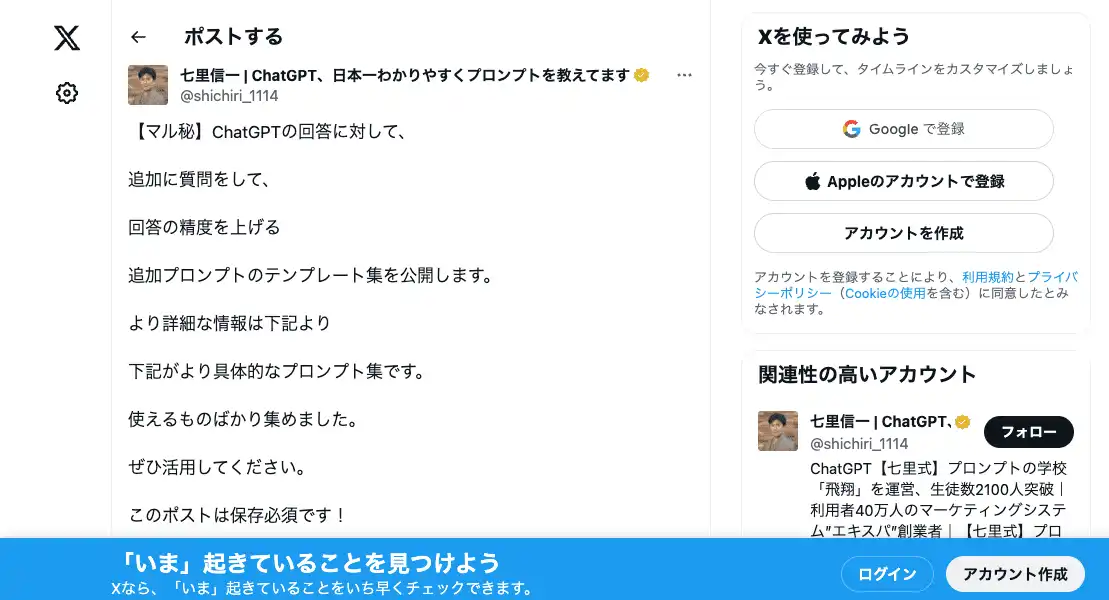 ポストする
七里信一 | ChatGPT、日本一わかりやすくプロンプトを教えてます
@shichiri_1114
【マル秘】ChatGPTの回答に対して、
追加に質問をして、
回答の精度を上げる
追加プロンプトのテンプレート集を公開します。
より詳細な情報は下記より
下記がより具体的なプロンプト集です。
使えるものばかり集めました。
ぜひ活用してください。
このポストは保存必須です！
Xを使ってみよう
今すぐ登録して、タイムラインをカスタマイズしましょ
う。
Google で登録
Appleのアカウントで登録
アカウントを作成
アカウントを登録することにより、利用規約とプライバ
シーポリシー（Cookieの使用を含む）に同意したとみ
なされます。
関連性の高いアカウント
七里信一 | ChatGPT、
@shichiri_1114
フォロー
ChatGPT【七里式】プロンプトの学校
「飛翔」を運営、生徒数2100人突破｜
利用者40万人のマーケティングシステ
ム”エキスパ”創業者｜【七里式】プロ
「いま」起きていることを見つけよう
Xなら、「いま」起きていることをいち早くチェックできます。
ログイン
アカウント作成